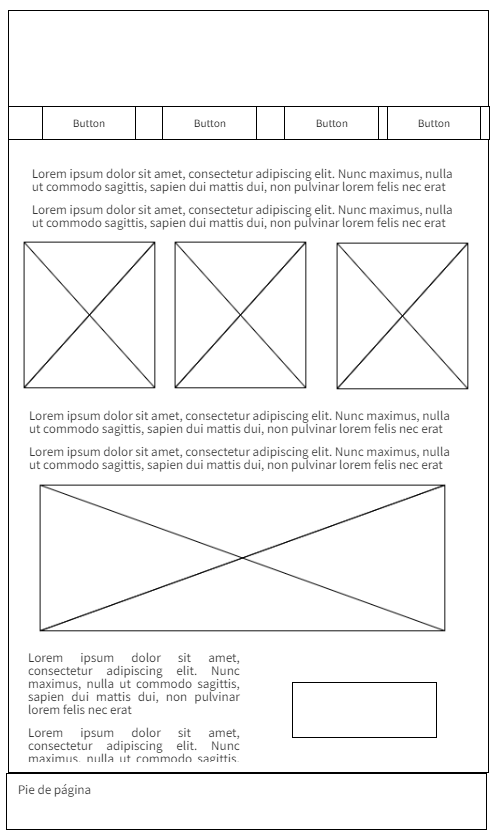 Button Button Button Button
Lorem ipsum dolor sit amet, consectetur adipiscing elit. Nunc maximus, nulla
ut commodo sagittis, sapien dui mattis dui, non pulvinar lorem felis nec erat
Lorem ipsum dolor sit amet, consectetur adipiscing elit. Nunc maximus, nulla
ut commodo sagittis, sapien dui mattis dui, non pulvinar lorem felis nec erat
Lorem ipsum dolor sit amet, consectetur adipiscing elit. Nunc maximus, nulla
ut commodo sagittis, sapien dui mattis dui, non pulvinar lorem felis nec erat
Lorem ipsum dolor sit amet, consectetur adipiscing elit. Nunc maximus, nulla
ut commodo sagittis, sapien dui mattis dui, non pulvinar lorem felis nec erat
Lorem ipsum dolor sit amet,
consectetur adipiscing elit. Nunc
maximus, nulla ut commodo sagittis,
sapien dui mattis dui, non pulvinar
lorem felis nec erat
Lorem ipsum dolor sit amet,
consectetur adipiscing elit. Nunc
maximus, nulla ut commodo sagittis,
Pie de página